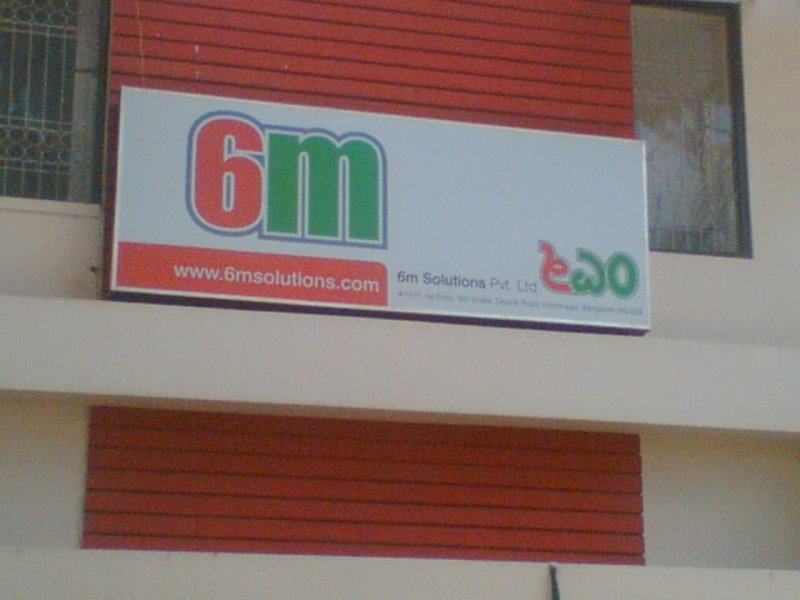 6m
www.6msolutions.com
6m Solutions Pvt. Ltd
೬ಎಂ